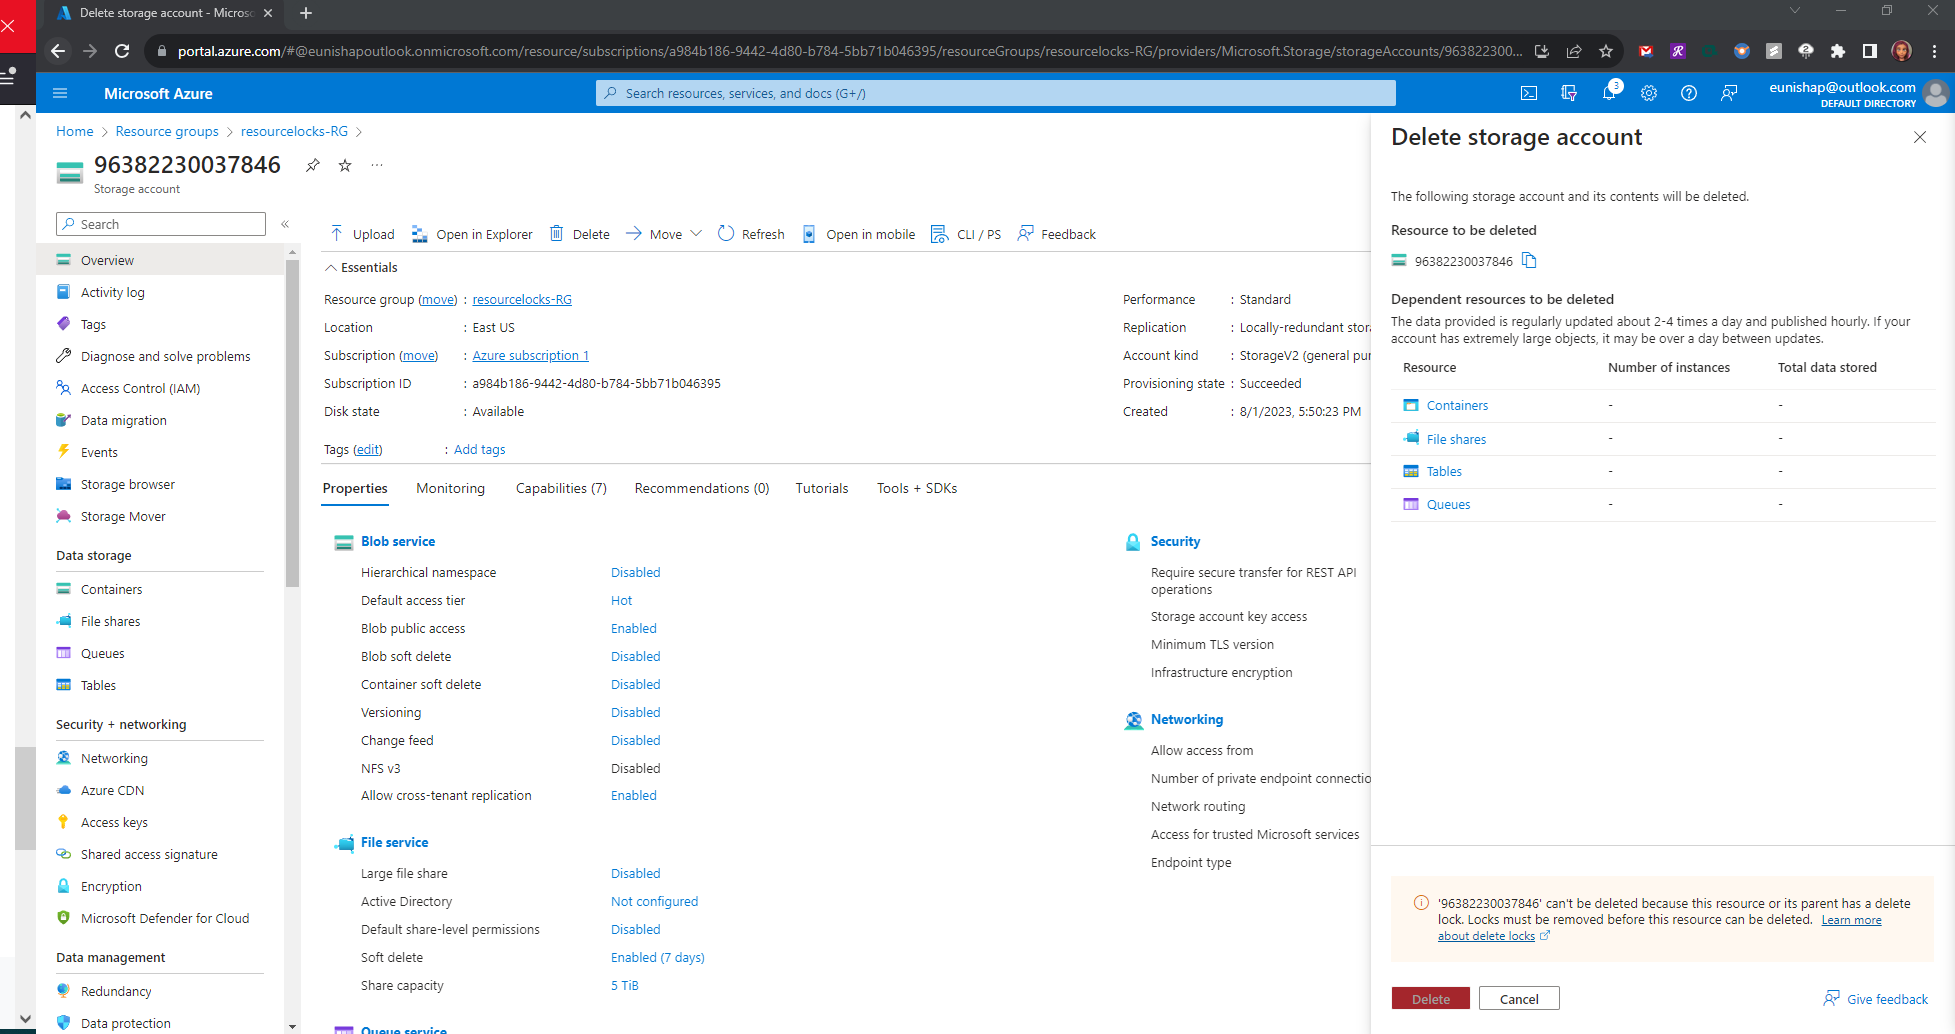 Delete storage account - Micros
portal.azure.com/#@eunishapoutlook.onmicrosoft.com/resource/subscriptions/a984b186-9442-4d80-b784-5bb71b046395/resourceGroups/resourcelocks-RG/providers/Microsoft.Storage/storageAccounts/963822300...
Microsoft Azure
Search resources, services, and docs (G+/)
3
eunishap@outlook.com
DEFAULT DIRECTORY
Home > Resource groups > resourcelocks-RG >
96382230037846
Storage account
Search
Overview
Activity log
Tags
Diagnose and solve problems
Access Control (IAM)
Data migration
Events
Storage browser
Storage Mover
Data storage
Containers
File shares
Queues
Tables
Security + networking
Networking
Azure CDN
Access keys
Shared access signature
Encryption
Microsoft Defender for Cloud
Data management
Redundancy
Data protection
Upload Open in Explorer Delete Move Refresh Open in mobile CLI / PS Feedback
Essentials
Resource group (move) : resourcelocks-RG
Location : East US
Subscription (move) : Azure subscription 1
Subscription ID : a984b186-9442-4d80-b784-5bb71b046395
Disk state : Available
Tags (edit) : Add tags
Performance : Standard
Replication : Locally-redundant stora
Account kind : StorageV2 (general pur
Provisioning state : Succeeded
Created : 8/1/2023, 5:50:23 PM
Properties Monitoring Capabilities (7) Recommendations (0) Tutorials Tools + SDKs
Blob service
Hierarchical namespace Disabled
Default access tier Hot
Blob public access Enabled
Blob soft delete Disabled
Container soft delete Disabled
Versioning Disabled
Change feed Disabled
NFS v3 Disabled
Allow cross-tenant replication Enabled
File service
Large file share Disabled
Active Directory Not configured
Default share-level permissions Disabled
Soft delete Enabled (7 days)
Share capacity 5 TiB
Queue service
Security
Require secure transfer for REST API
operations
Storage account key access
Minimum TLS version
Infrastructure encryption
Networking
Allow access from
Number of private endpoint connectio
Network routing
Access for trusted Microsoft services
Endpoint type
Delete storage account
The following storage account and its contents will be deleted.
Resource to be deleted
96382230037846
Dependent resources to be deleted
The data provided is regularly updated about 2-4 times a day and published hourly. If your
account has extremely large objects, it may be over a day between updates.
Resource Number of instances Total data stored
Containers - -
File shares - -
Tables - -
Queues - -
'96382230037846' can't be deleted because this resource or its parent has a delete
lock. Locks must be removed before this resource can be deleted. Learn more
about delete locks
Delete Cancel Give feedback